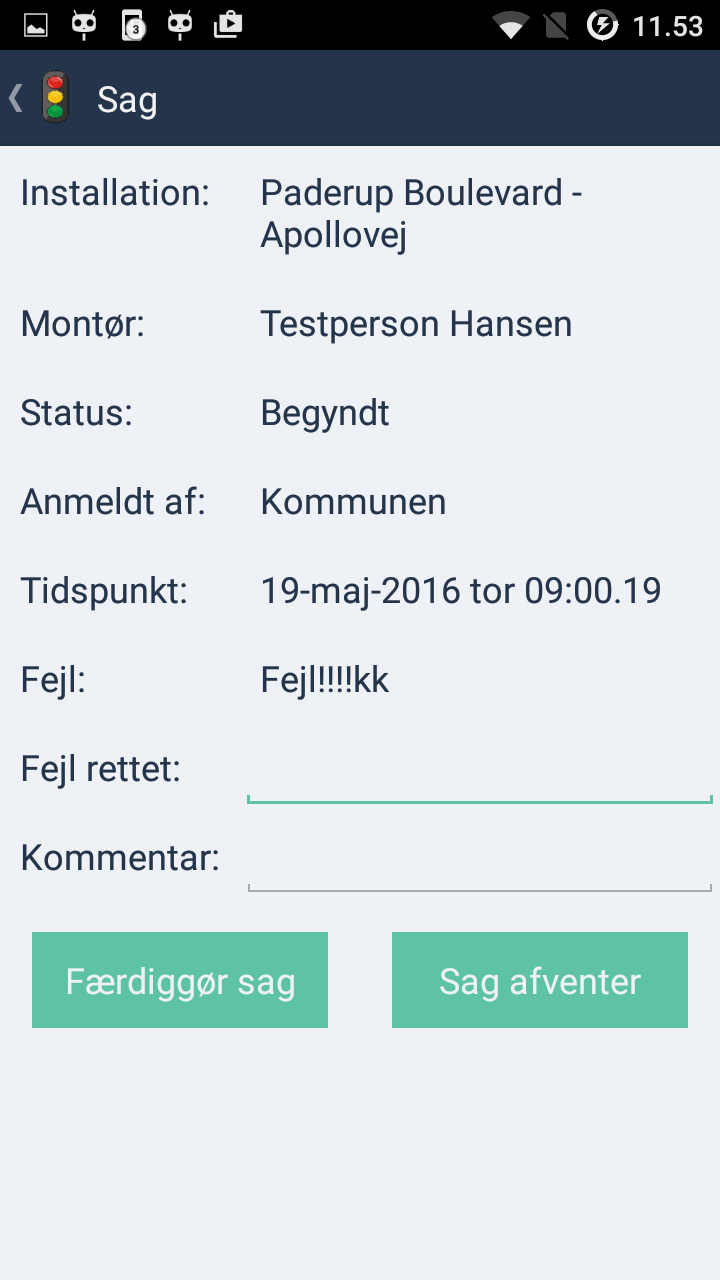 3
11.53
Sag
Installation: Paderup Boulevard -
Apollovej
Montør: Testperson Hansen
Status: Begyndt
Anmeldt af: Kommunen
Tidspunkt: 19-maj-2016 tor 09:00.19
Fejl: Fejl!!!!kk
Fejl rettet:
Kommentar:
Færdiggør sag Sag afventer